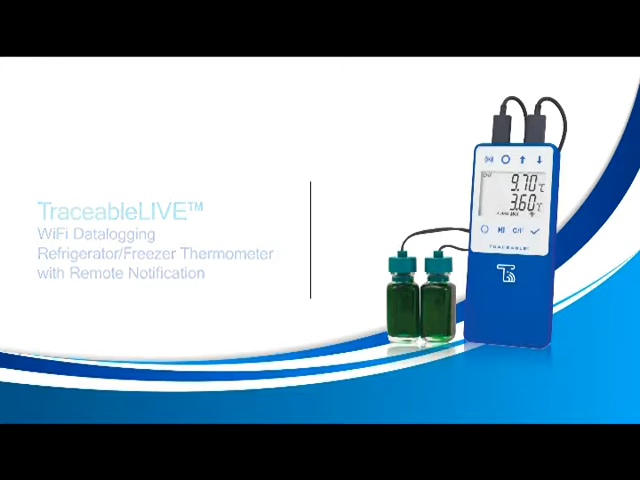 TraceableLIVE™
WiFi Datalogging
Refrigerator/Freezer Thermometer
with Remote Notification
9.70°C
3.60°C
C/F
TRACEABLE